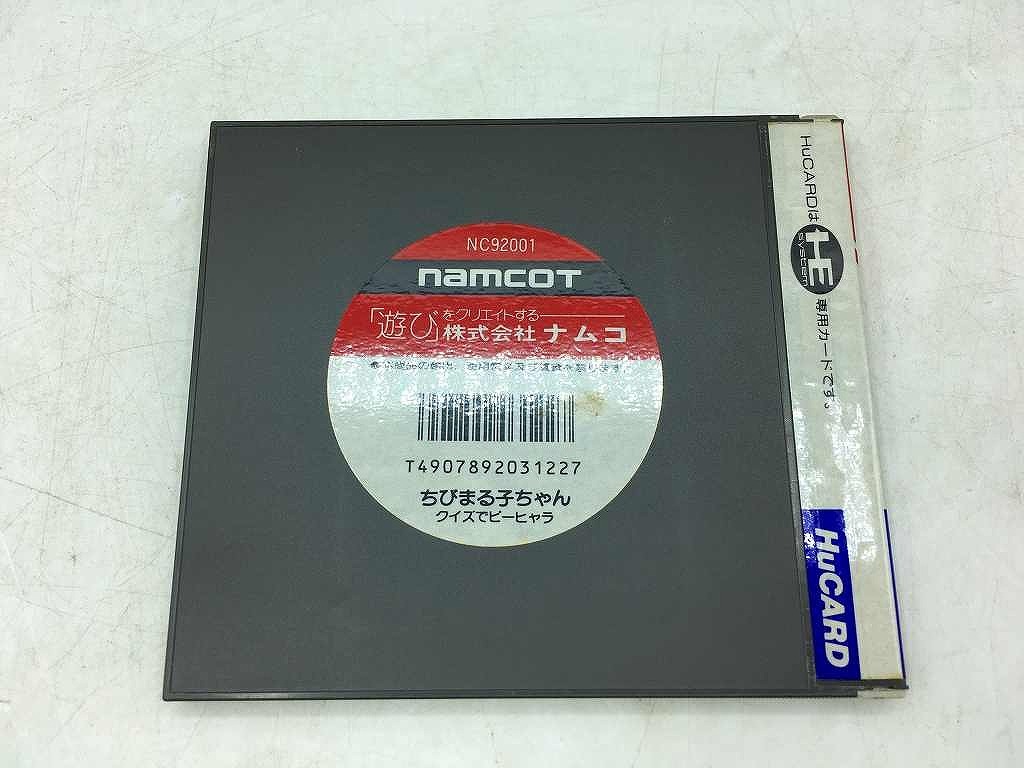 NC92001
namcoT
「遊び」をクリエイトする
株式会社 ナムコ
T4907892031227
ちびまる子ちゃん
クイズでピーヒャラ
HuCARDは HE SYSTEM 専用カードです。
HuCARD